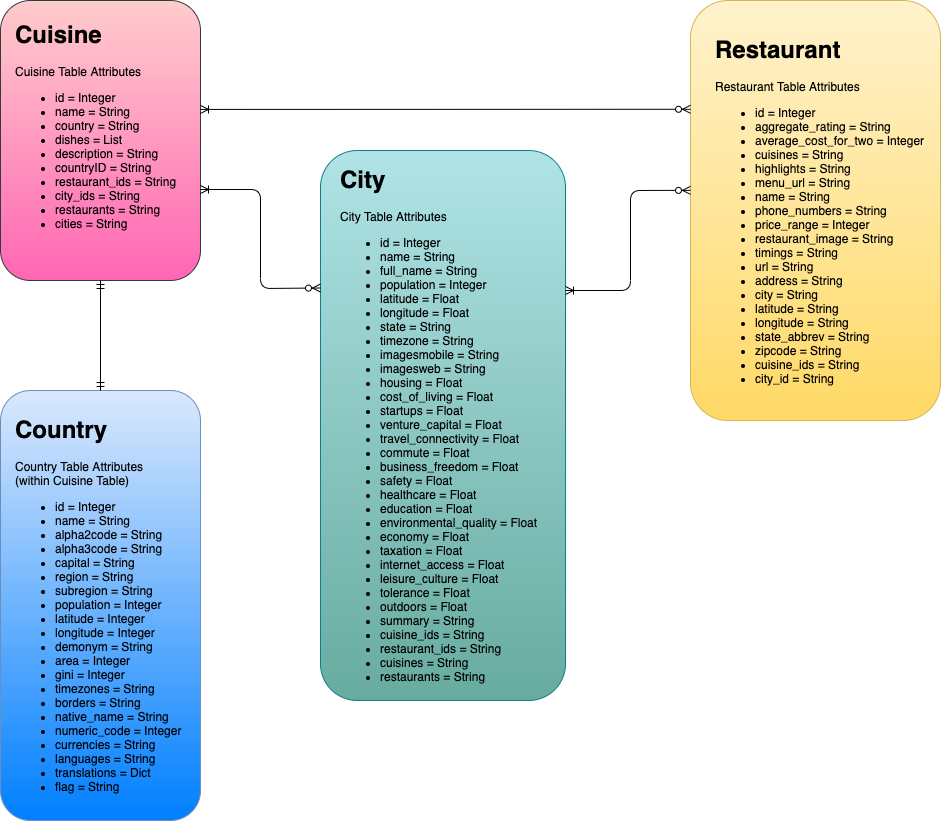 Cuisine
Cuisine Table Attributes
id = Integer
name = String
country = String
dishes = List
description = String
countryID = String
restaurant_ids = String
city_ids = String
restaurants = String
cities = String
Country
Country Table Attributes
(within Cuisine Table)
id = Integer
name = String
alpha2code = String
alpha3code = String
capital = String
region = String
subregion = String
population = Integer
latitude = Integer
longitude = Integer
demonym = String
area = Integer
gini = Integer
timezones = String
borders = String
native_name = String
numeric_code = Integer
currencies = String
languages = String
translations = Dict
flag = String
City
City Table Attributes
id = Integer
name = String
full_name = String
population = Integer
latitude = Float
longitude = Float
state = String
timezone = String
imagesmobile = String
imagesweb = String
housing = Float
cost_of_living = Float
startups = Float
venture_capital = Float
travel_connectivity = Float
commute = Float
business_freedom = Float
safety = Float
healthcare = Float
education = Float
environmental_quality = Float
economy = Float
taxation = Float
internet_access = Float
leisure_culture = Float
tolerance = Float
outdoors = Float
summary = String
cuisine_ids = String
restaurant_ids = String
cuisines = String
restaurants = String
Restaurant
Restaurant Table Attributes
id = Integer
aggregate_rating = String
average_cost_for_two = Integer
cuisines = String
highlights = String
menu_url = String
name = String
phone_numbers = String
price_range = Integer
restaurant_image = String
timings = String
url = String
address = String
city = String
latitude = String
longitude = String
state_abbrev = String
zipcode = String
cuisine_ids = String
city_id = String